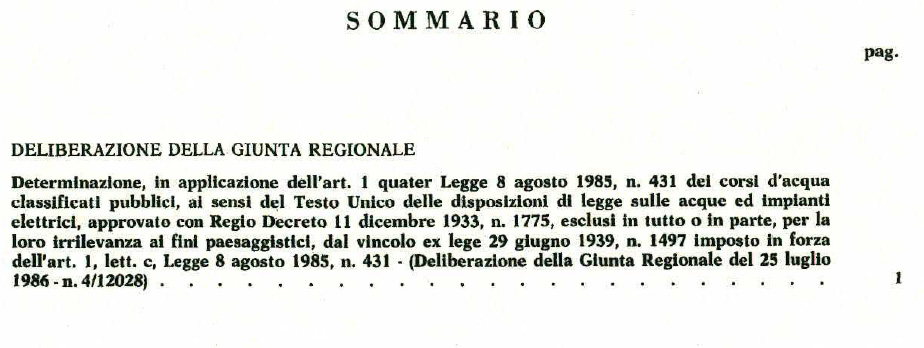 SOMMARIO
pag.
DELIBERAZIONE DELLA GIUNTA REGIONALE
Determinazione, in applicazione dell'art. 1 quater Legge 8 agosto 1985, n. 431 dei corsi d'acqua
classificati pubblici, ai sensi del Testo Unico delle disposizioni di legge sulle acque ed impianti
elettrici, approvato con Regio Decreto 11 dicembre 1933, n. 1775, esclusi in tutto o in parte, per la
loro irrilevanza ai fini paesaggistici, dal vincolo ex lege 29 giugno 1939, n. 1497 imposto in forza
dell'art. 1, lett. c, Legge 8 agosto 1985, n. 431 - (Deliberazione della Giunta Regionale del 25 luglio
1986 - n. 4/12028) . . . . . . . . . . . . . . . . . . . . . . . 1